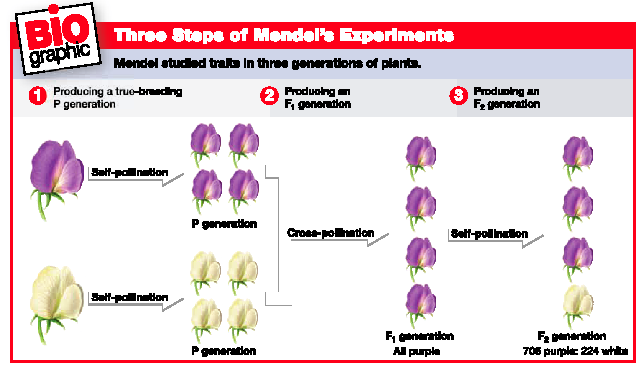 BIO
graphic
Three Steps of Mendel's Experiments
Mendel studied traits in three generations of plants.
1 Producing a true–breeding
P generation
2 Producing an
F₁ generation
3 Producing an
F₂ generation
Self-pollination
P generation
Self-pollination
P generation
Cross-pollination
F₁ generation
All purple
Self-pollination
F₂ generation
705 purple: 224 white